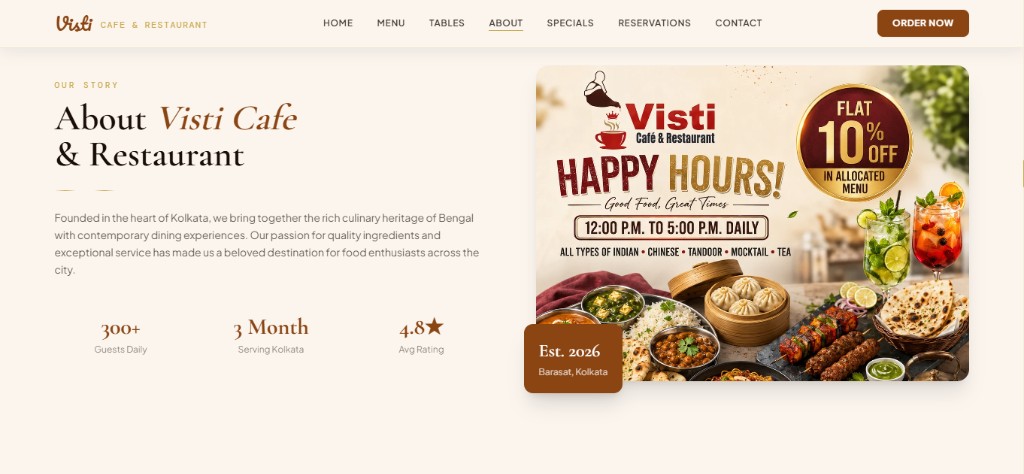 Visti CAFE & RESTAURANT
HOME MENU TABLES ABOUT SPECIALS RESERVATIONS CONTACT
ORDER NOW
OUR STORY
About Visti Cafe
& Restaurant
Founded in the heart of Kolkata, we bring together the rich culinary heritage of Bengal
with contemporary dining experiences. Our passion for quality ingredients and
exceptional service has made us a beloved destination for food enthusiasts across the
city.
300+
Guests Daily
3 Month
Serving Kolkata
4.8★
Avg Rating
Visti
Café & Restaurant
HAPPY HOURS!
Good Food, Great Times
12:00 P.M. TO 5:00 P.M. DAILY
ALL TYPES OF INDIAN • CHINESE • TANDOOR • MOCKTAIL • TEA
FLAT
10%
OFF
IN ALLOCATED
MENU
Est. 2026
Barasat, Kolkata